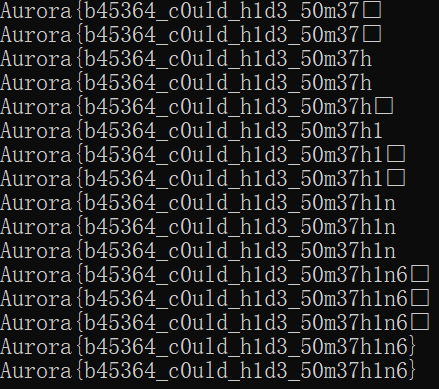 Aurora{b45364_c0uld_h1d3_50m37□
Aurora{b45364_c0uld_h1d3_50m37□
Aurora{b45364_c0uld_h1d3_50m37h
Aurora{b45364_c0uld_h1d3_50m37h
Aurora{b45364_c0uld_h1d3_50m37h□
Aurora{b45364_c0uld_h1d3_50m37h1
Aurora{b45364_c0uld_h1d3_50m37h1□
Aurora{b45364_c0uld_h1d3_50m37h1□
Aurora{b45364_c0uld_h1d3_50m37h1n
Aurora{b45364_c0uld_h1d3_50m37h1n
Aurora{b45364_c0uld_h1d3_50m37h1n
Aurora{b45364_c0uld_h1d3_50m37h1n6□
Aurora{b45364_c0uld_h1d3_50m37h1n6□
Aurora{b45364_c0uld_h1d3_50m37h1n6□
Aurora{b45364_c0uld_h1d3_50m37h1n6}
Aurora{b45364_c0uld_h1d3_50m37h1n6}